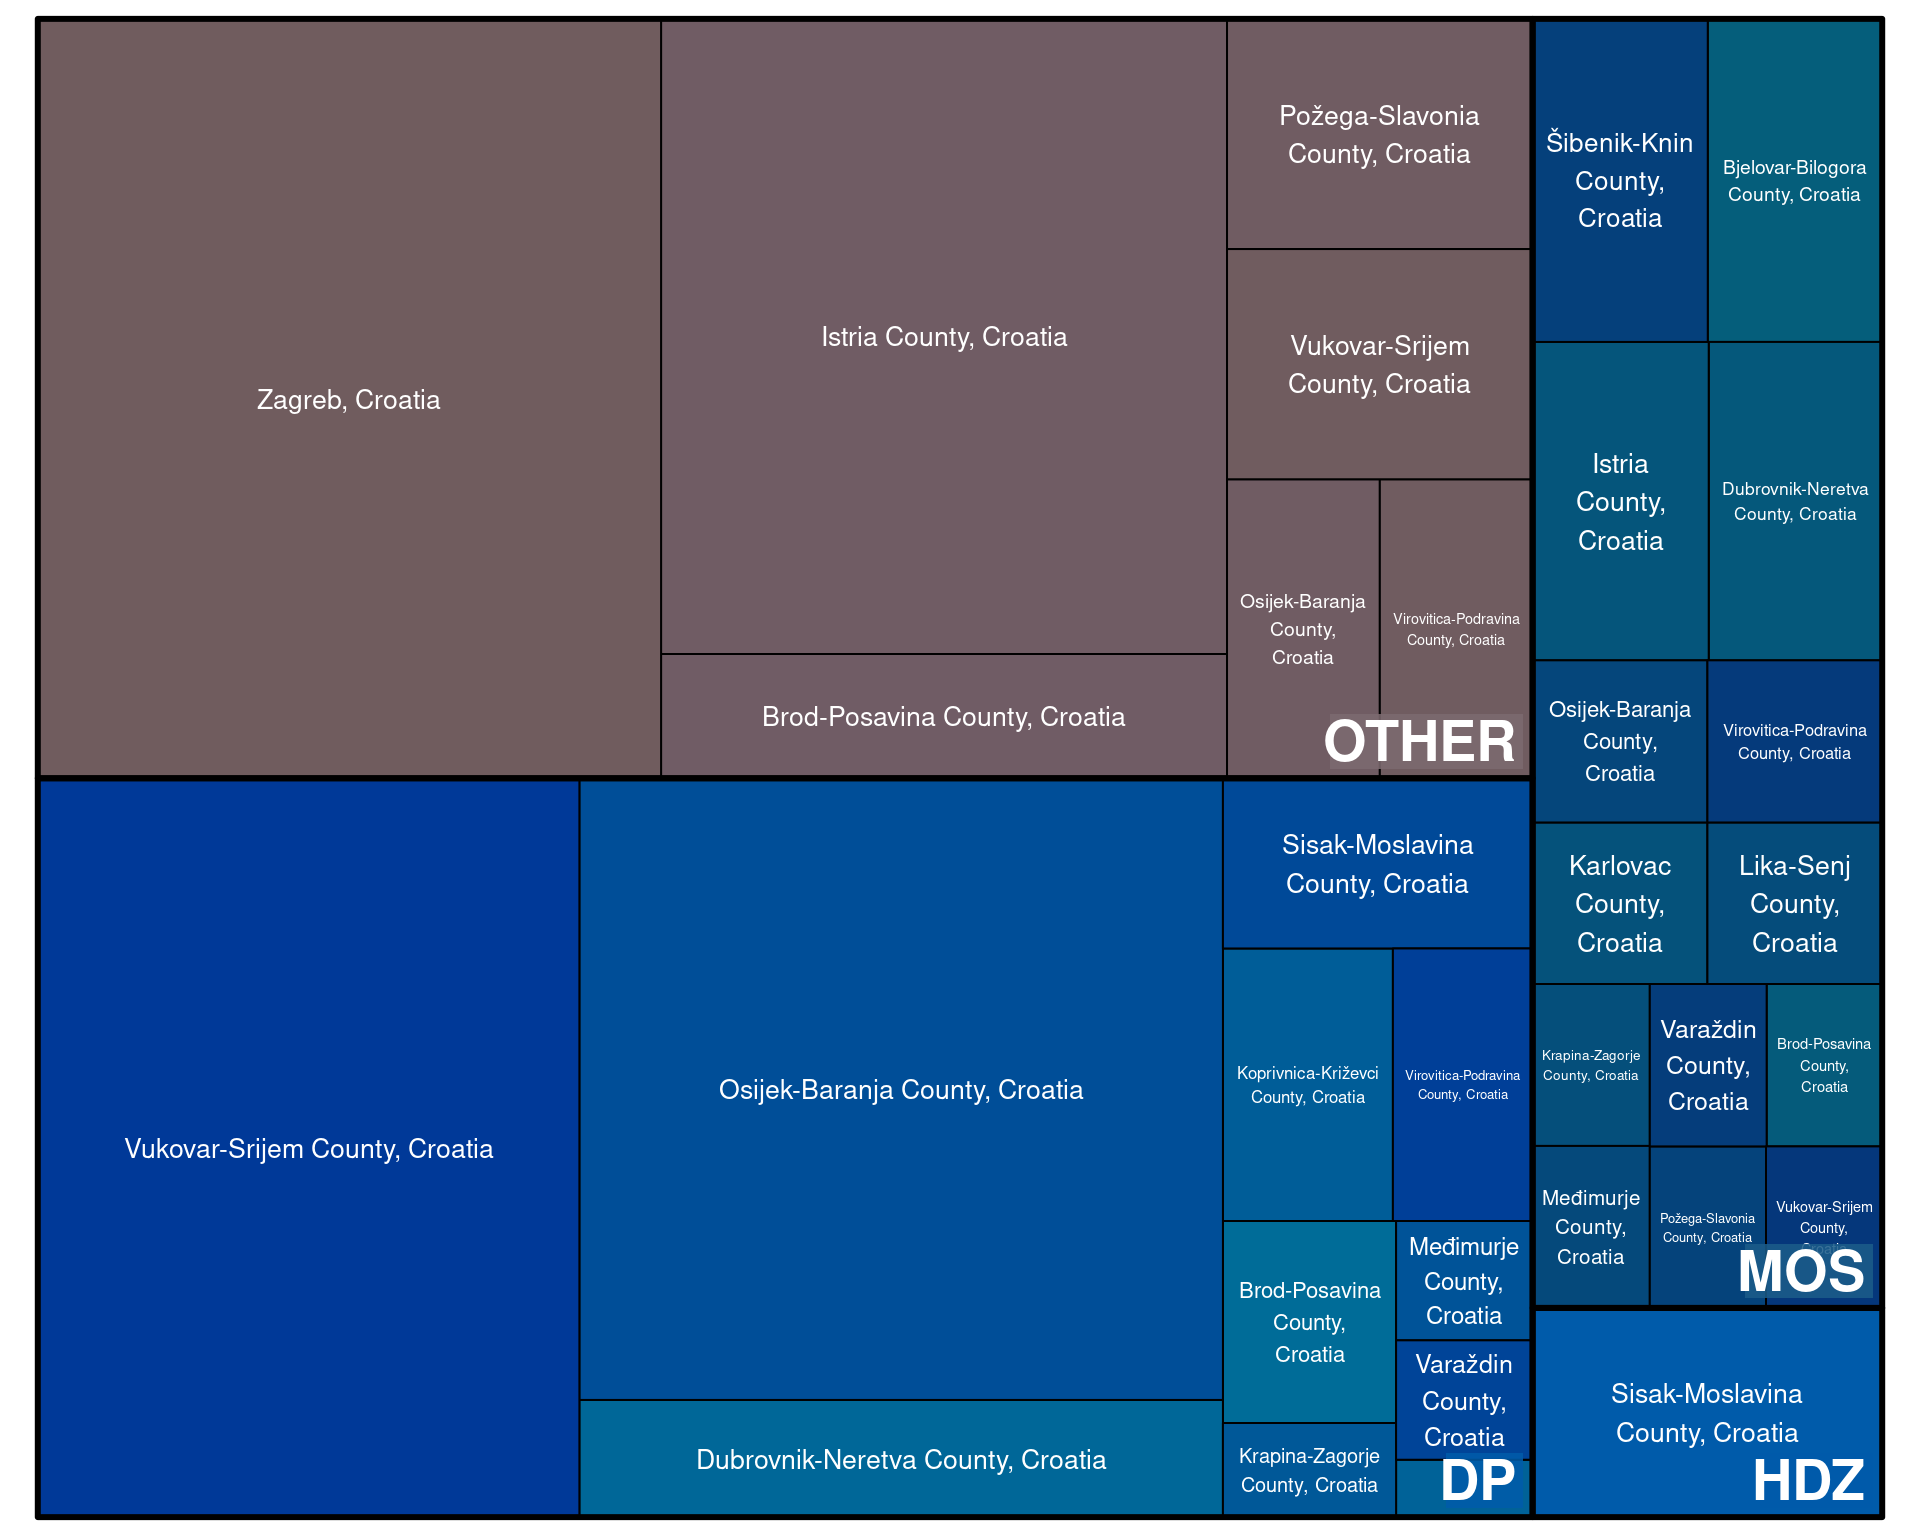 Zagreb, Croatia
Istria County, Croatia
Brod-Posavina County, Croatia
Požega-Slavonia
County, Croatia
Vukovar-Srijem
County, Croatia
Osijek-Baranja
County,
Croatia
Virovitica-Podravina
County, Croatia
OTHER
Vukovar-Srijem County, Croatia
Osijek-Baranja County, Croatia
Dubrovnik-Neretva County, Croatia
Sisak-Moslavina
County, Croatia
Koprivnica-Križevci
County, Croatia
Virovitica-Podravina
County, Croatia
Brod-Posavina
County,
Croatia
Međimurje
County,
Croatia
Varaždin
County,
Croatia
Krapina-Zagorje
County, Croatia
DP
Šibenik-Knin
County,
Croatia
Bjelovar-Bilogora
County, Croatia
Istria
County,
Croatia
Dubrovnik-Neretva
County, Croatia
Osijek-Baranja
County,
Croatia
Virovitica-Podravina
County, Croatia
Karlovac
County,
Croatia
Lika-Senj
County,
Croatia
Krapina-Zagorje
County, Croatia
Varaždin
County,
Croatia
Brod-Posavina
County,
Croatia
Međimurje
County,
Croatia
Požega-Slavonia
County, Croatia
Vukovar-Srijem
County,
MOS
Sisak-Moslavina
County, Croatia
HDZ